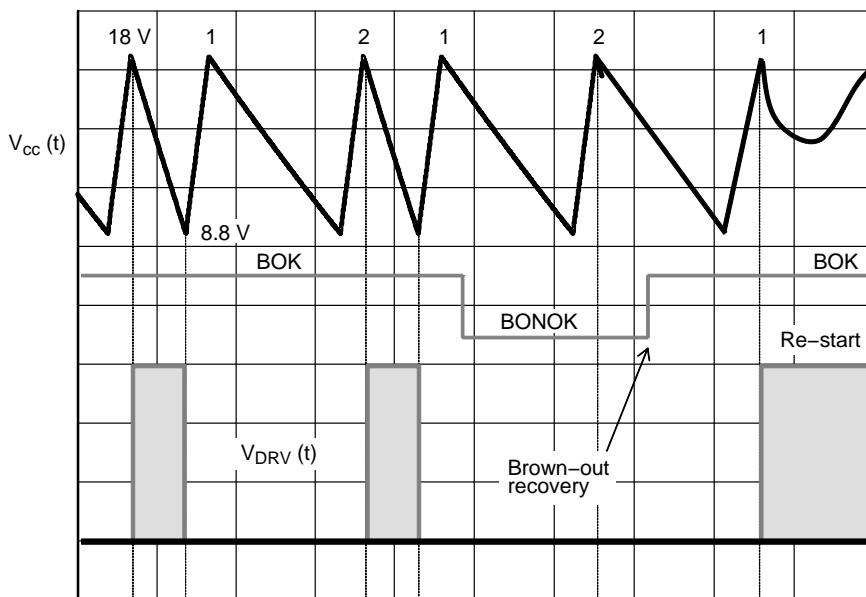 18 V 1 2 1 2 1
Vcc (t)
8.8 V
BOK BOK
BONOK
Re−start
VDRV (t)
Brown−out
recovery